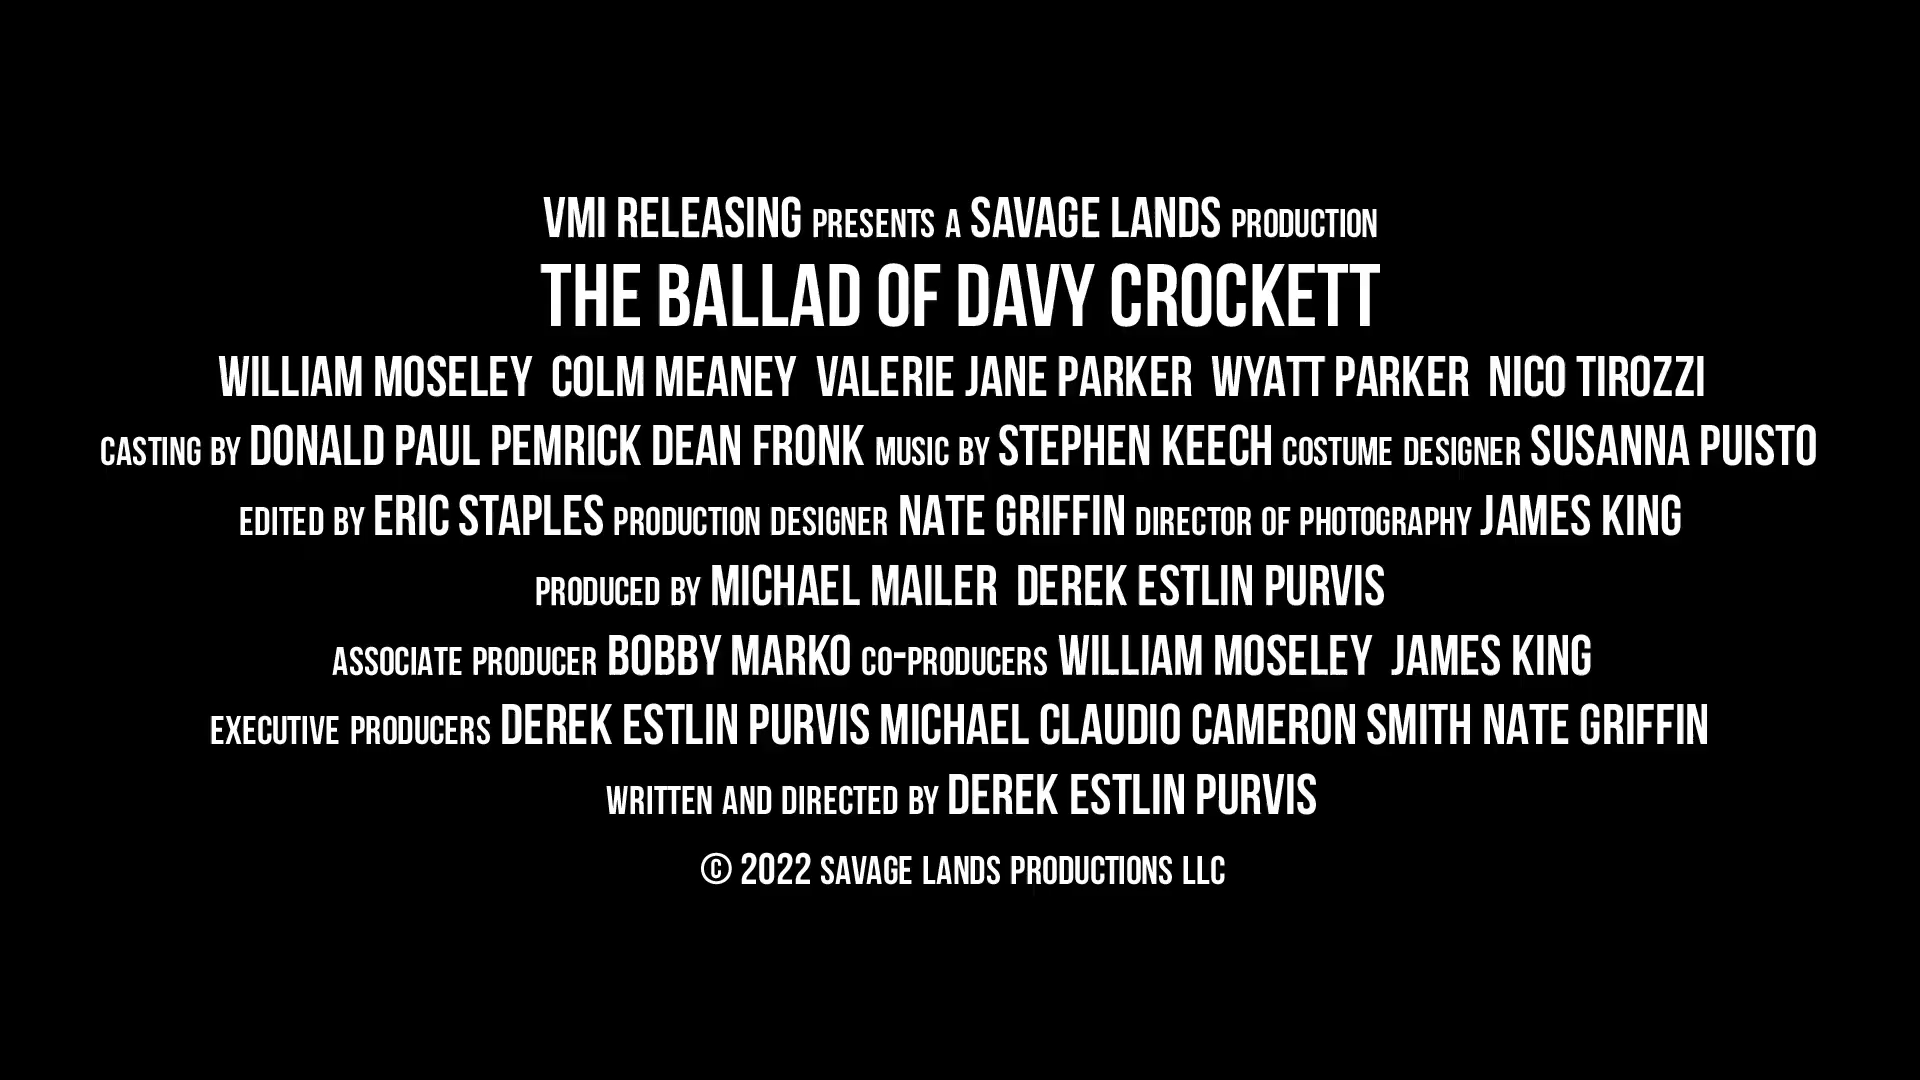 VMI RELEASING PRESENTS A SAVAGE LANDS PRODUCTION
THE BALLAD OF DAVY CROCKETT
WILLIAM MOSELEY COLM MEANEY VALERIE JANE PARKER WYATT PARKER NICO TIROZZI
CASTING BY DONALD PAUL PEMRICK DEAN FRONK MUSIC BY STEPHEN KEECH COSTUME DESIGNER SUSANNA PUISTO
EDITED BY ERIC STAPLES PRODUCTION DESIGNER NATE GRIFFIN DIRECTOR OF PHOTOGRAPHY JAMES KING
PRODUCED BY MICHAEL MAILER DEREK ESTLIN PURVIS
ASSOCIATE PRODUCER BOBBY MARKO CO-PRODUCERS WILLIAM MOSELEY JAMES KING
EXECUTIVE PRODUCERS DEREK ESTLIN PURVIS MICHAEL CLAUDIO CAMERON SMITH NATE GRIFFIN
WRITTEN AND DIRECTED BY DEREK ESTLIN PURVIS
© 2022 SAVAGE LANDS PRODUCTIONS LLC